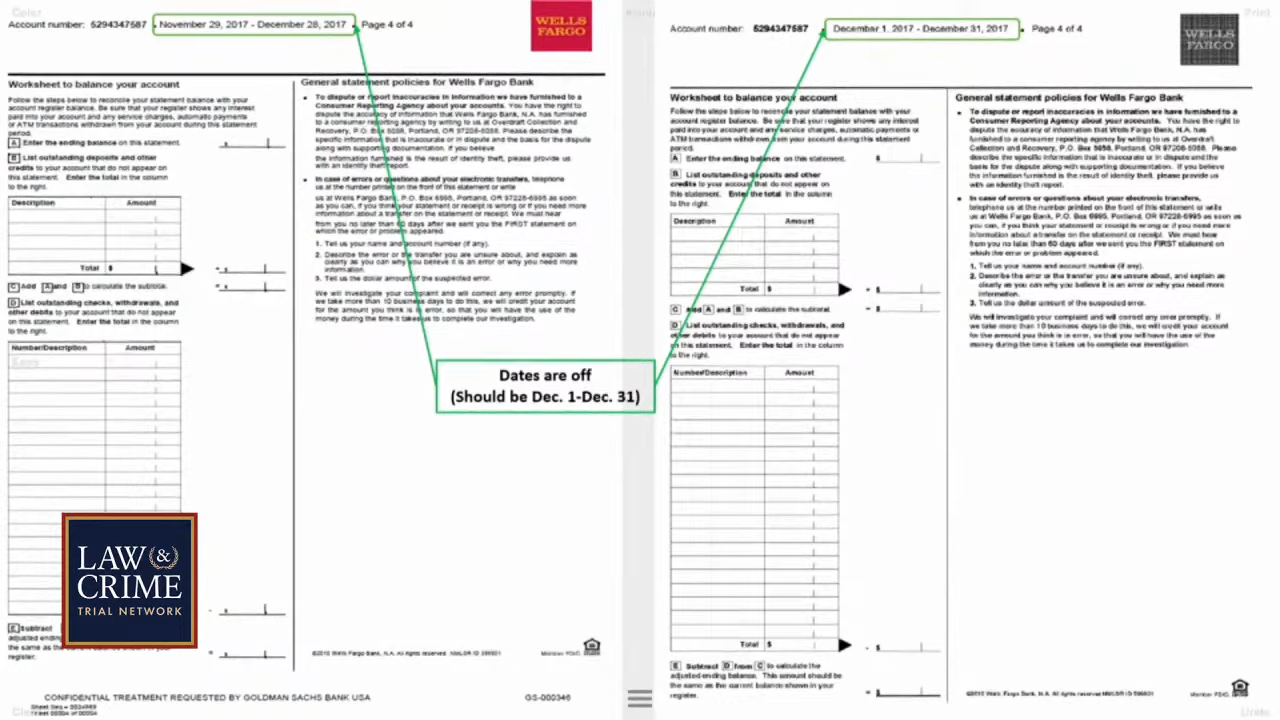 Account number: 5294347587 ▪ November 29, 2017 - December 28, 2017 ▪ Page 4 of 4
WELLS
FARGO
Worksheet to balance your account
Follow the steps below to reconcile your statement balance with your
account register balance. Be sure that your register shows any interest
paid into your account and any service charges, automatic payments
or ATM transactions withdrawn from your account during this statement
period.
A Enter the ending balance on this statement. $
B List outstanding deposits and other
credits to your account that do not appear on
this statement. Enter the total in the column
to the right.
Description Amount
Total $ + $
C Add A and B to calculate the subtotal. = $
D List outstanding checks, withdrawals, and
other debits to your account that do not appear
on this statement. Enter the total in the column
to the right.
Number/Description Amount
- $
E Subtract
adjusted ending
the same as the
register. = $
General statement policies for Wells Fargo Bank
• To dispute or report inaccuracies in information we have furnished to a
Consumer Reporting Agency about your accounts. You have the right to
dispute the accuracy of information that Wells Fargo Bank, N.A. has furnished
to a consumer reporting agency by writing to us at Overdraft Collection and
Recovery, P.O. Box 5058, Portland, OR 97208-5058. Please describe the
specific information that is inaccurate or in dispute and the basis for the dispute
along with supporting documentation. If you believe
the information furnished is the result of identity theft, please provide us
with an identity theft report.
• In case of errors or questions about your electronic transfers, telephone
us at the number printed on the front of this statement or write
us at Wells Fargo Bank, P.O. Box 6995, Portland, OR 97228-6995 as soon
as you can, if you think your statement or receipt is wrong or if you need more
information about a transfer on the statement or receipt. We must hear
from you no later than 60 days after we sent you the FIRST statement on
which the error or problem appeared.
1. Tell us your name and account number (if any).
2. Describe the error or the transfer you are unsure about, and explain as
clearly as you can why you believe it is an error or why you need more
information.
3. Tell us the dollar amount of the suspected error.
We will investigate your complaint and will correct any error promptly. If
we take more than 10 business days to do this, we will credit your account
for the amount you think is in error, so that you will have the use of the
money during the time it takes us to complete our investigation.
©2010 Wells Fargo Bank, N.A. All rights reserved. NMLSR ID 399801 Member FDIC.
CONFIDENTIAL TREATMENT REQUESTED BY GOLDMAN SACHS BANK USA GS-000346
LAW &
CRIME
TRIAL NETWORK
Dates are off
(Should be Dec. 1-Dec. 31)
Account number: 5294347587 ▪ December 1, 2017 - December 31, 2017 ▪ Page 4 of 4
WELLS
FARGO
Worksheet to balance your account
Follow the steps below to reconcile your statement balance with your
account register balance. Be sure that your register shows any interest
paid into your account and any service charges, automatic payments or
ATM transactions withdrawn from your account during this statement
period.
A Enter the ending balance on this statement. $
B List outstanding deposits and other
credits to your account that do not appear on
this statement. Enter the total in the column
to the right.
Description Amount
Total $ + $
C Add A and B to calculate the subtotal. = $
D List outstanding checks, withdrawals, and
other debits to your account that do not appear
on this statement. Enter the total in the column
to the right.
Number/Description Amount
Total $ - $
E Subtract D from C to calculate the
adjusted ending balance. This amount should be
the same as the current balance shown in your
register. = $
General statement policies for Wells Fargo Bank
• To dispute or report inaccuracies in information we have furnished to a
Consumer Reporting Agency about your accounts. You have the right to
dispute the accuracy of information that Wells Fargo Bank, N.A. has
furnished to a consumer reporting agency by writing to us at Overdraft
Collection and Recovery, P.O. Box 5058, Portland, OR 97208-5058. Please
describe the specific information that is inaccurate or in dispute and the
basis for the dispute along with supporting documentation. If you believe
the information furnished is the result of identity theft, please provide us
with an identity theft report.
• In case of errors or questions about your electronic transfers,
telephone us at the number printed on the front of this statement or write
us at Wells Fargo Bank, P.O. Box 6995, Portland, OR 97228-6995 as soon as
you can, if you think your statement or receipt is wrong or if you need more
information about a transfer on the statement or receipt. We must hear
from you no later than 60 days after we sent you the FIRST statement on
which the error or problem appeared.
1. Tell us your name and account number (if any).
2. Describe the error or the transfer you are unsure about, and explain as
clearly as you can why you believe it is an error or why you need more
information.
3. Tell us the dollar amount of the suspected error.
We will investigate your complaint and will correct any error promptly. If
we take more than 10 business days to do this, we will credit your account
for the amount you think is in error, so that you will have the use of the
money during the time it takes us to complete our investigation.
©2010 Wells Fargo Bank, N.A. All rights reserved. NMLSR ID 399801 Member FDIC.